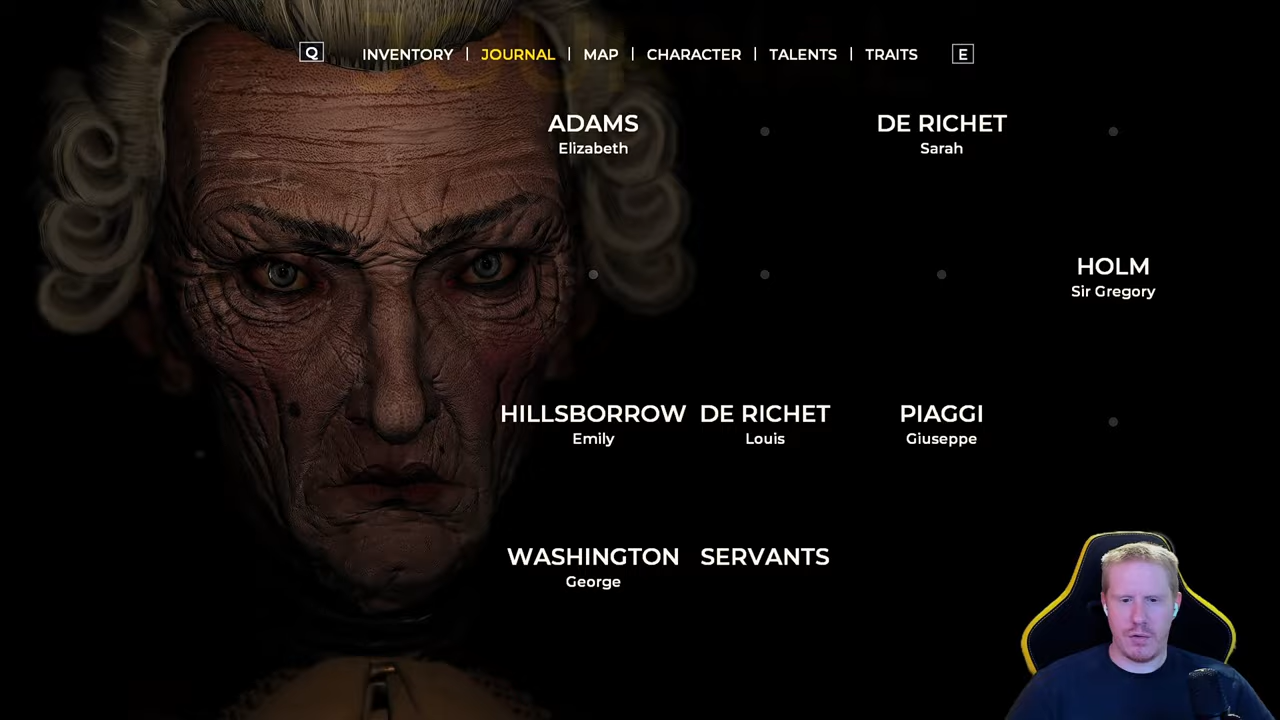 Q INVENTORY | JOURNAL | MAP | CHARACTER | TALENTS | TRAITS E
ADAMS
Elizabeth
DE RICHET
Sarah
HOLM
Sir Gregory
HILLSBORROW
Emily
DE RICHET
Louis
PIAGGI
Giuseppe
WASHINGTON
George
SERVANTS